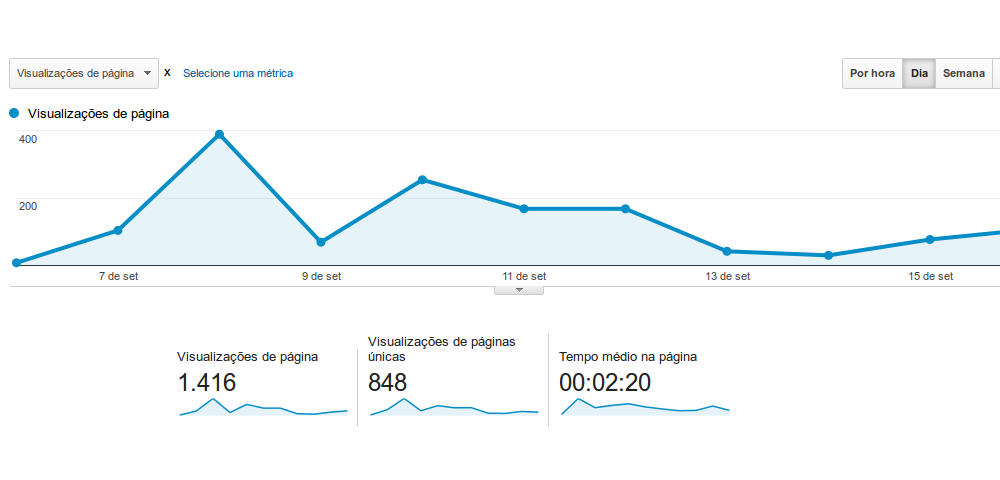 Visualizações de página x Selecione uma métrica Por hora Dia Semana
Visualizações de página
400
200
7 de set 9 de set 11 de set 13 de set 15 de set
Visualizações de página
1.416
Visualizações de páginas
únicas
848
Tempo médio na página
00:02:20